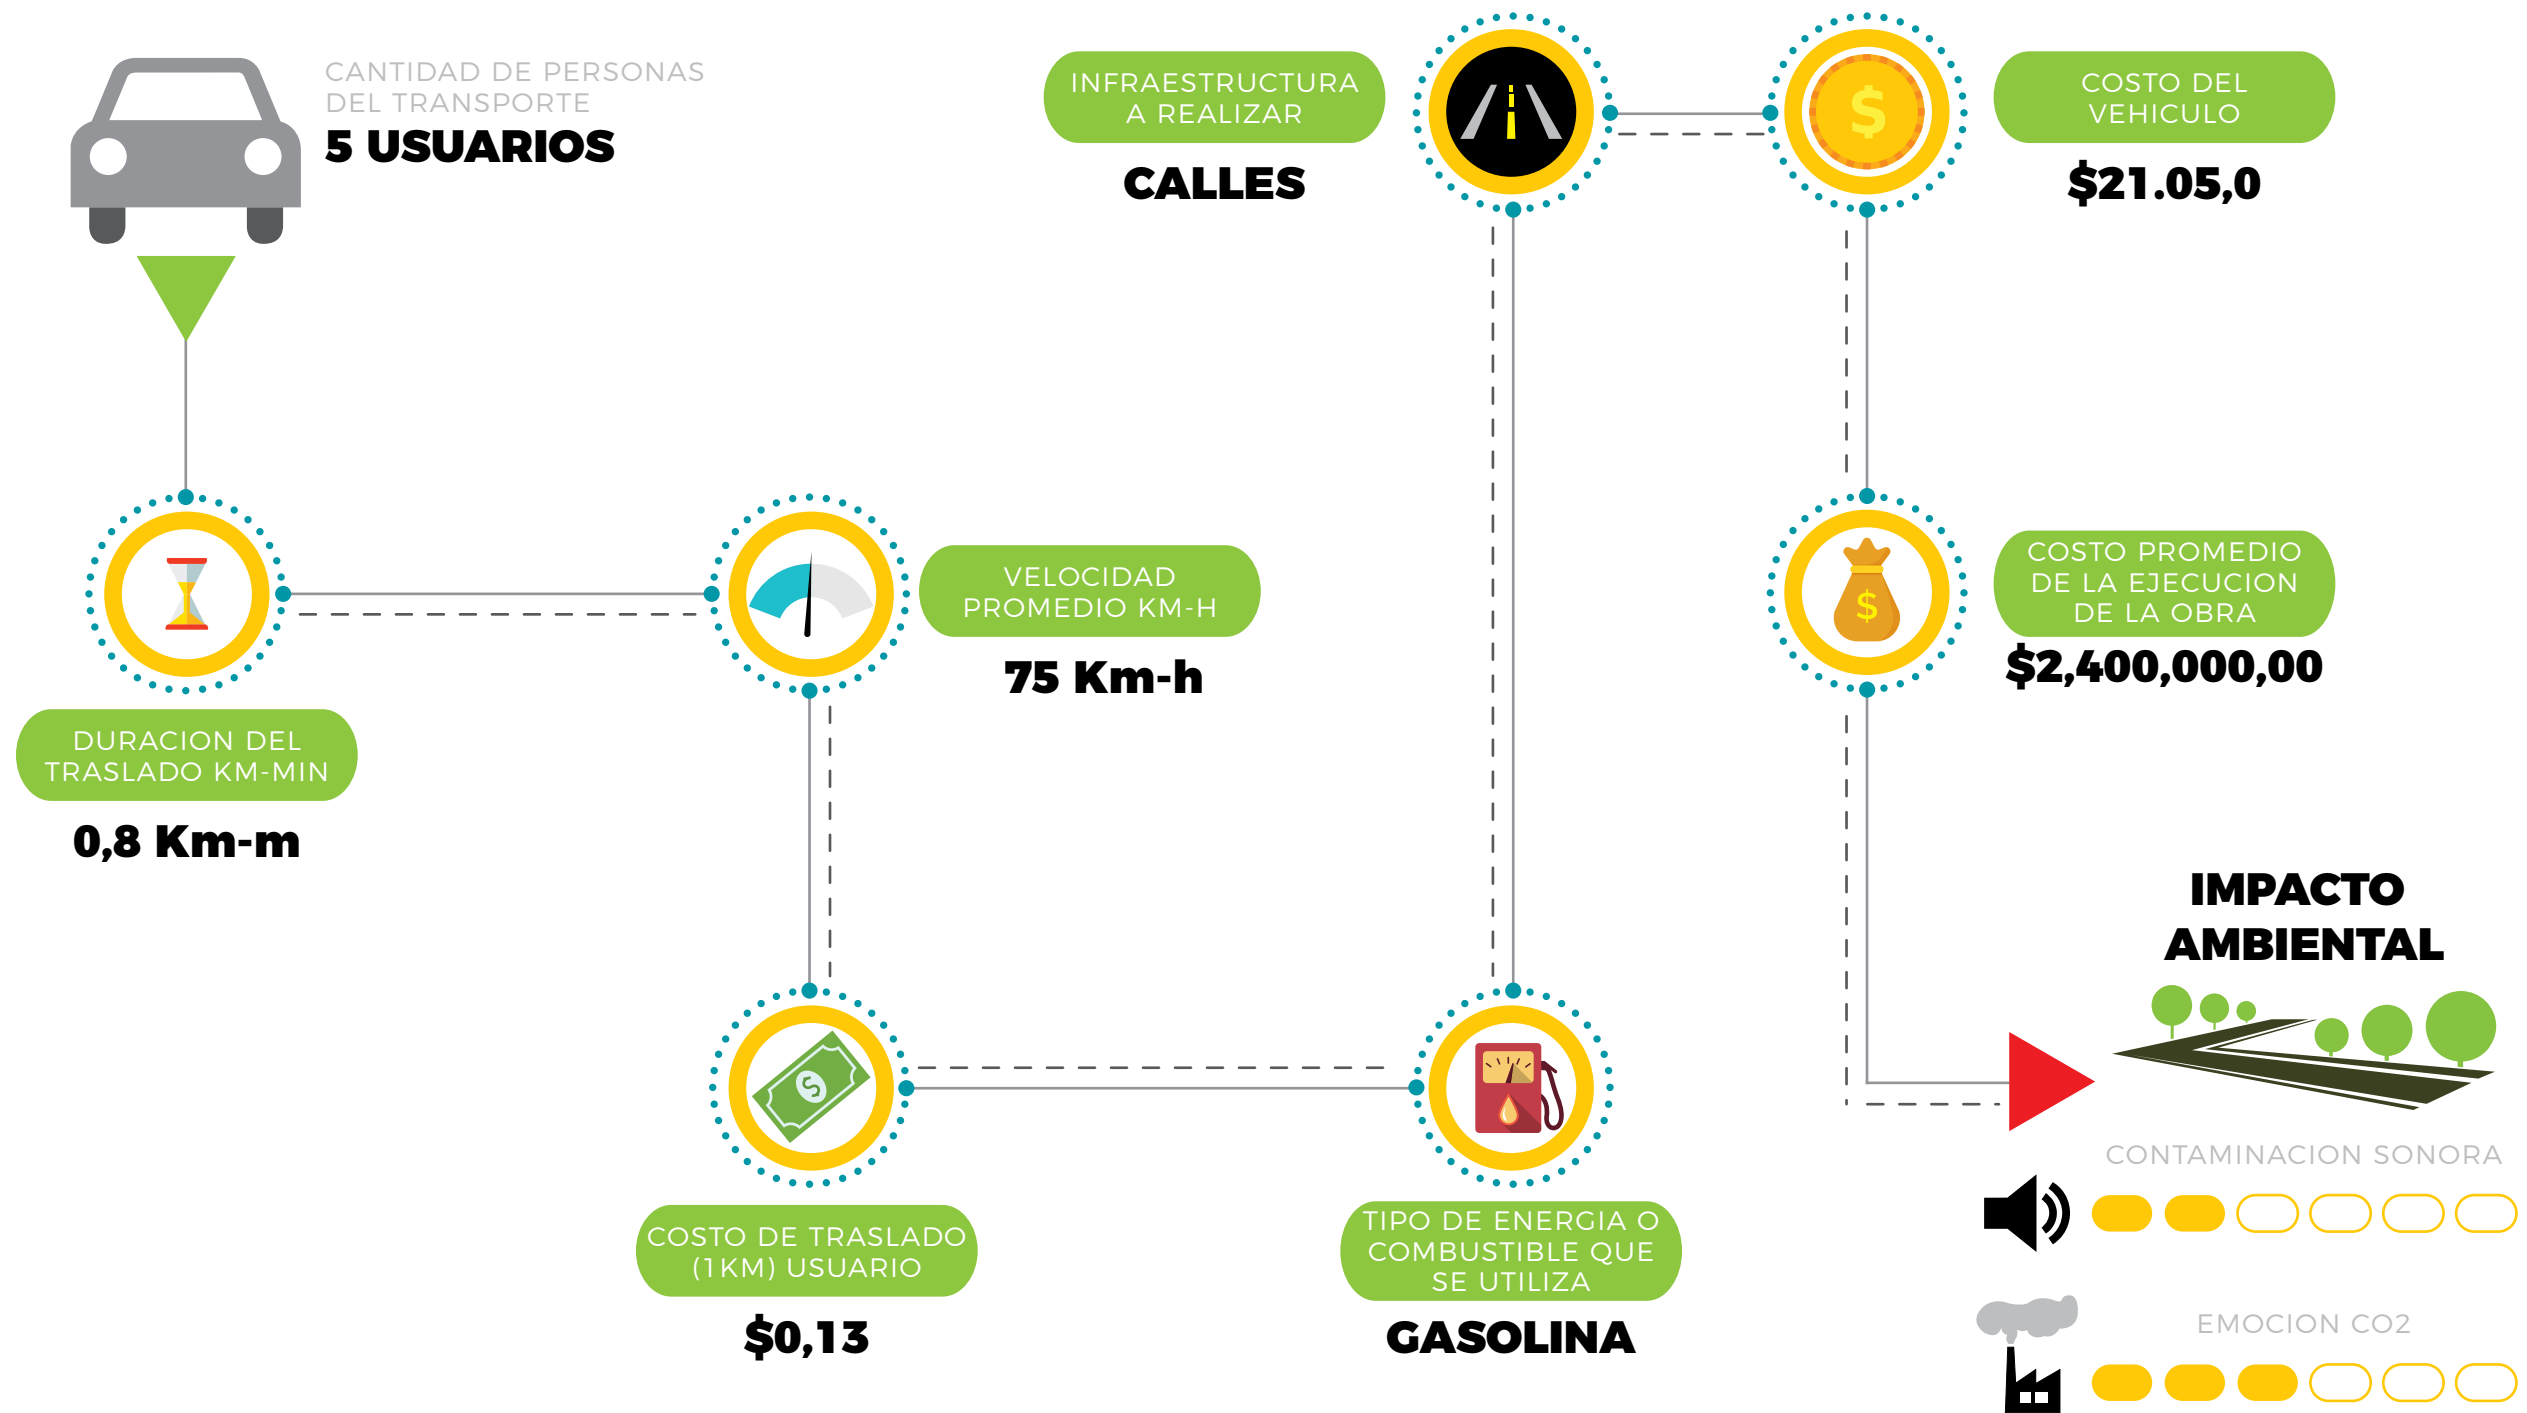 CANTIDAD DE PERSONAS
DEL TRANSPORTE
5 USUARIOS
DURACION DEL
TRASLADO KM-MIN
0,8 Km-m
VELOCIDAD
PROMEDIO KM-H
75 Km-h
COSTO DE TRASLADO
(1KM) USUARIO
$0,13
TIPO DE ENERGIA O
COMBUSTIBLE QUE
SE UTILIZA
GASOLINA
INFRAESTRUCTURA
A REALIZAR
CALLES
COSTO DEL
VEHICULO
$21.05,0
COSTO PROMEDIO
DE LA EJECUCION
DE LA OBRA
$2,400,000,00
IMPACTO
AMBIENTAL
CONTAMINACION SONORA
EMOCION CO2